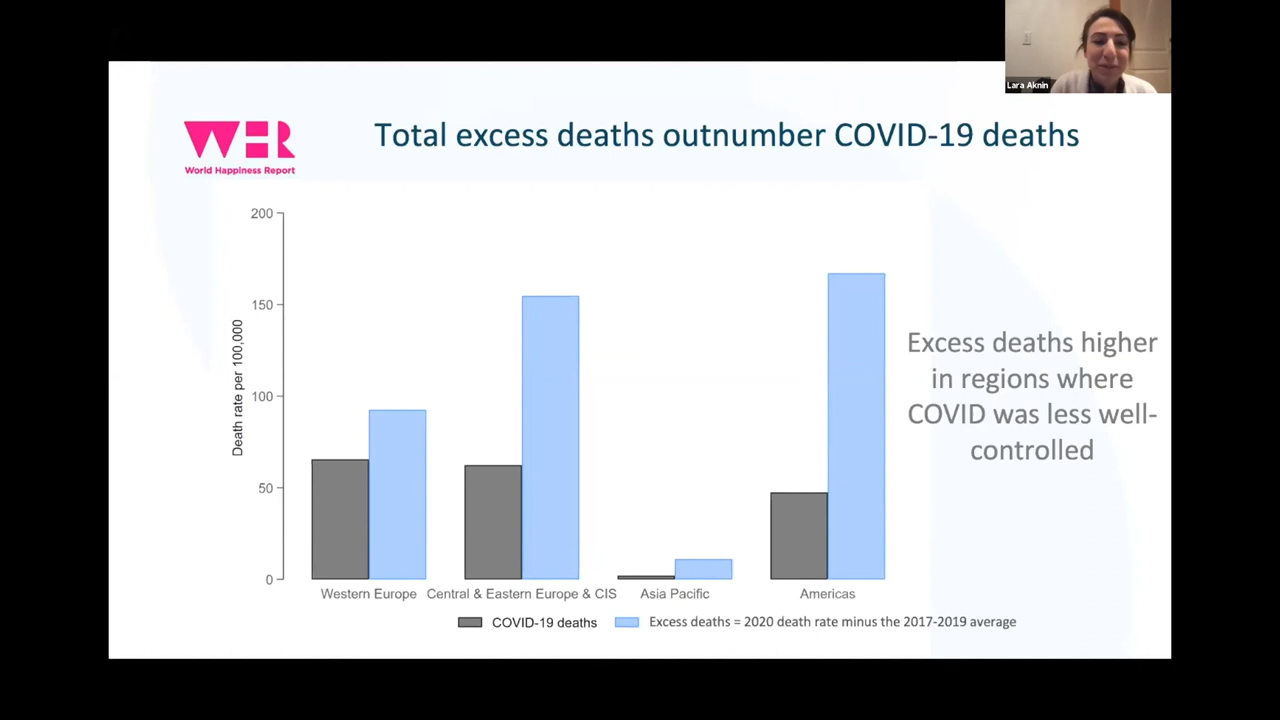 Lara Aknin
WHR
World Happiness Report
Total excess deaths outnumber COVID-19 deaths
200
150
100
50
0
Death rate per 100,000
Western Europe
Central & Eastern Europe & CIS
Asia Pacific
Americas
COVID-19 deaths
Excess deaths = 2020 death rate minus the 2017-2019 average
Excess deaths higher
in regions where
COVID was less well-
controlled